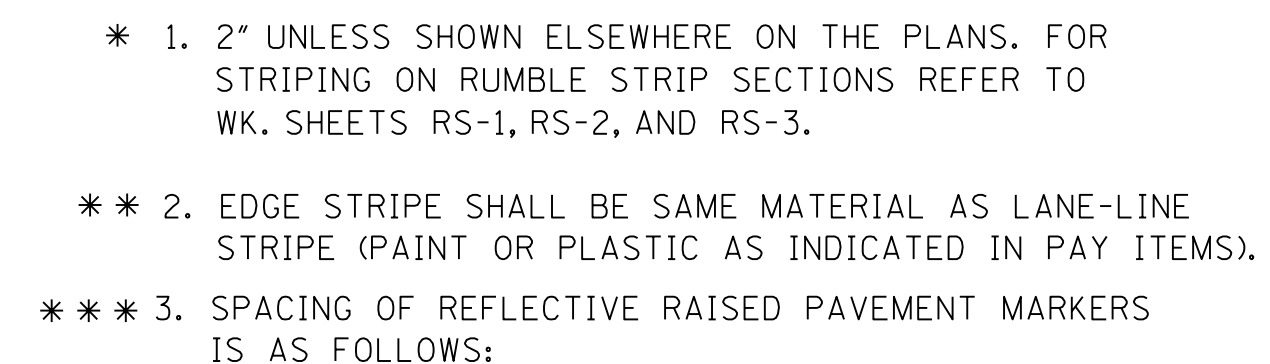 * 1. 2" UNLESS SHOWN ELSEWHERE ON THE PLANS. FOR
STRIPING ON RUMBLE STRIP SECTIONS REFER TO
WK. SHEETS RS-1, RS-2, AND RS-3.
** 2. EDGE STRIPE SHALL BE SAME MATERIAL AS LANE-LINE
STRIPE (PAINT OR PLASTIC AS INDICATED IN PAY ITEMS).
*** 3. SPACING OF REFLECTIVE RAISED PAVEMENT MARKERS
IS AS FOLLOWS: